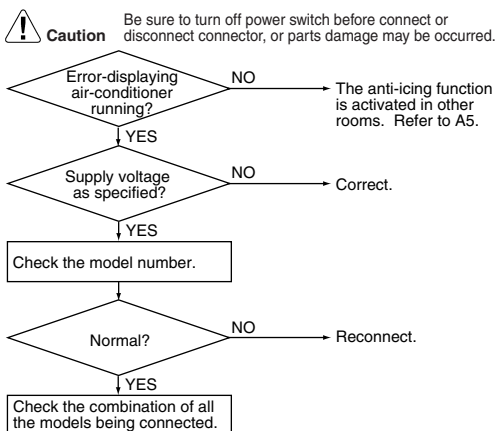 Caution
Be sure to turn off power switch before connect or
disconnect connector, or parts damage may be occurred.
Error-displaying
air-conditioner
running?
NO
The anti-icing function
is activated in other
rooms. Refer to A5.
YES
Supply voltage
as specified?
NO
Correct.
YES
Check the model number.
Normal?
NO
Reconnect.
YES
Check the combination of all
the models being connected.